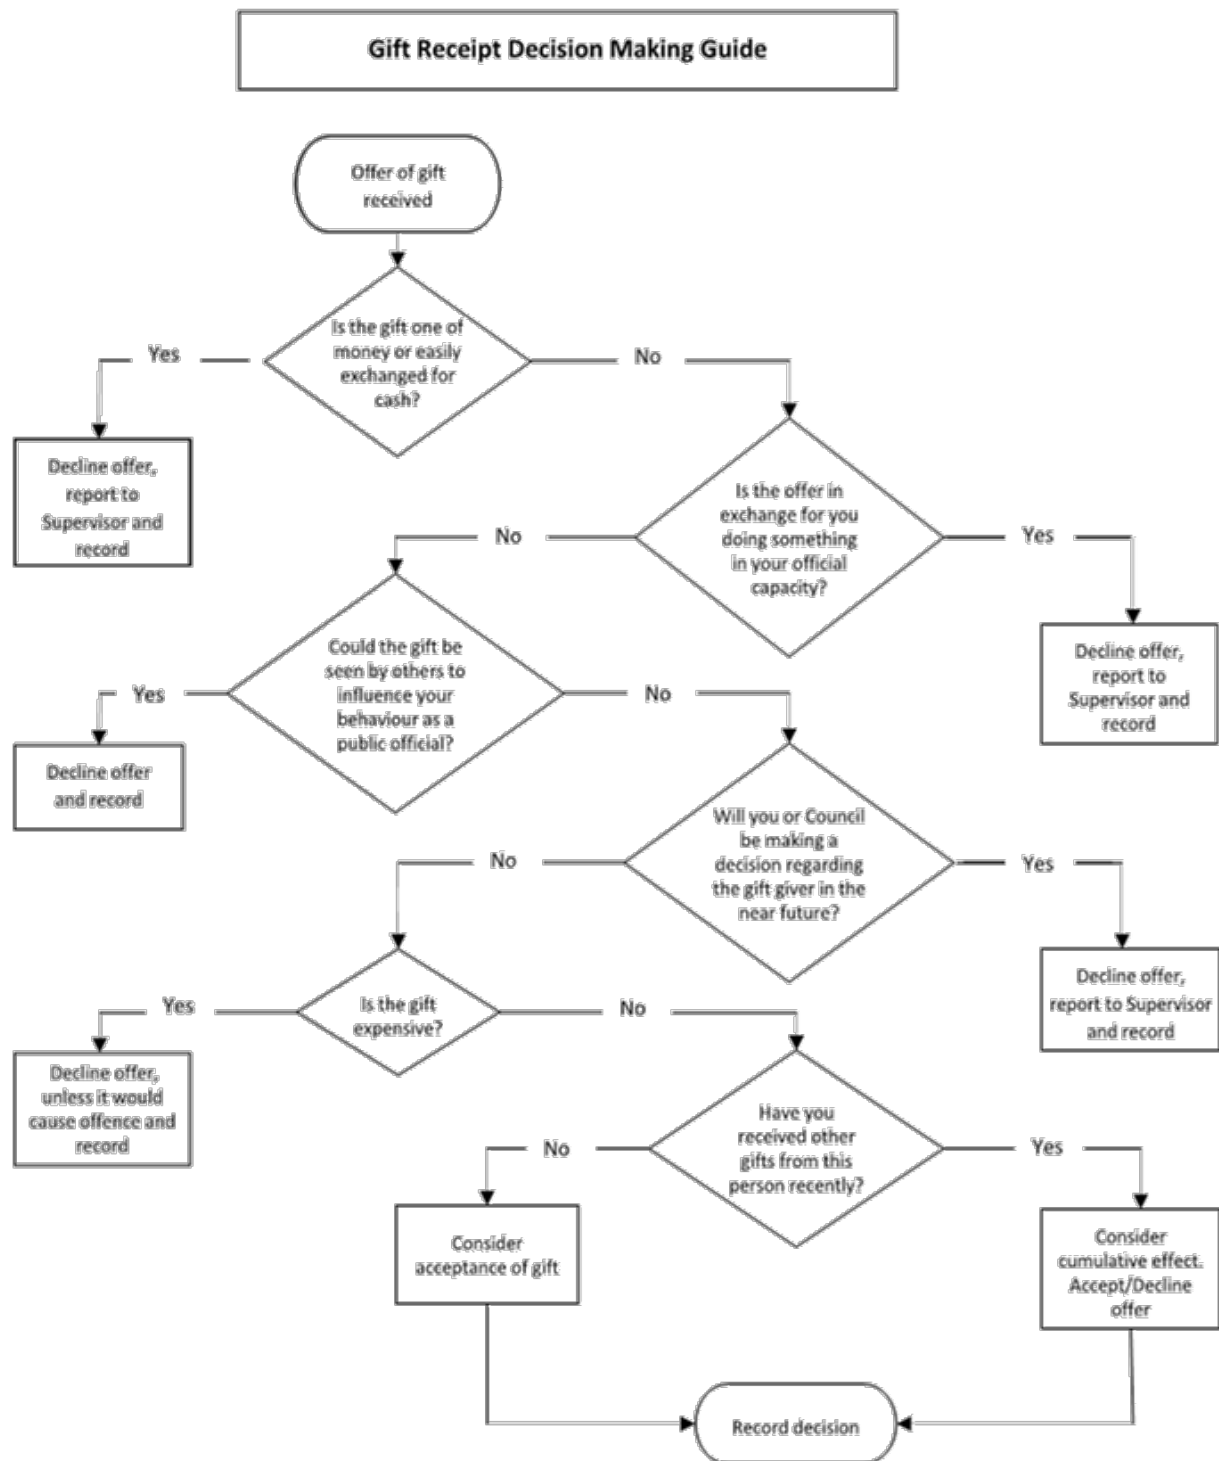 Gift Receipt Decision Making Guide
Offer of gift
received
Is the gift one of
money or easily
exchanged for
cash?
Yes
No
Decline offer,
report to
Supervisor and
record
Is the offer in
exchange for you
doing something
in your official
capacity?
No
Yes
Could the gift be
seen by others to
influence your
behaviour as a
public official?
Decline offer,
report to
Supervisor and
record
Yes
No
Decline offer
and record
Will you or Council
be making a
decision regarding
the gift giver in the
near future?
No
Yes
Is the gift
expensive?
Decline offer,
report to Supervisor
and record
Yes
No
Decline offer,
unless it would
cause offence and
record
Have you
received other
gifts from this
person recently?
No
Yes
Consider
acceptance of gift
Consider
cumulative effect.
Accept/Decline
offer
Record decision